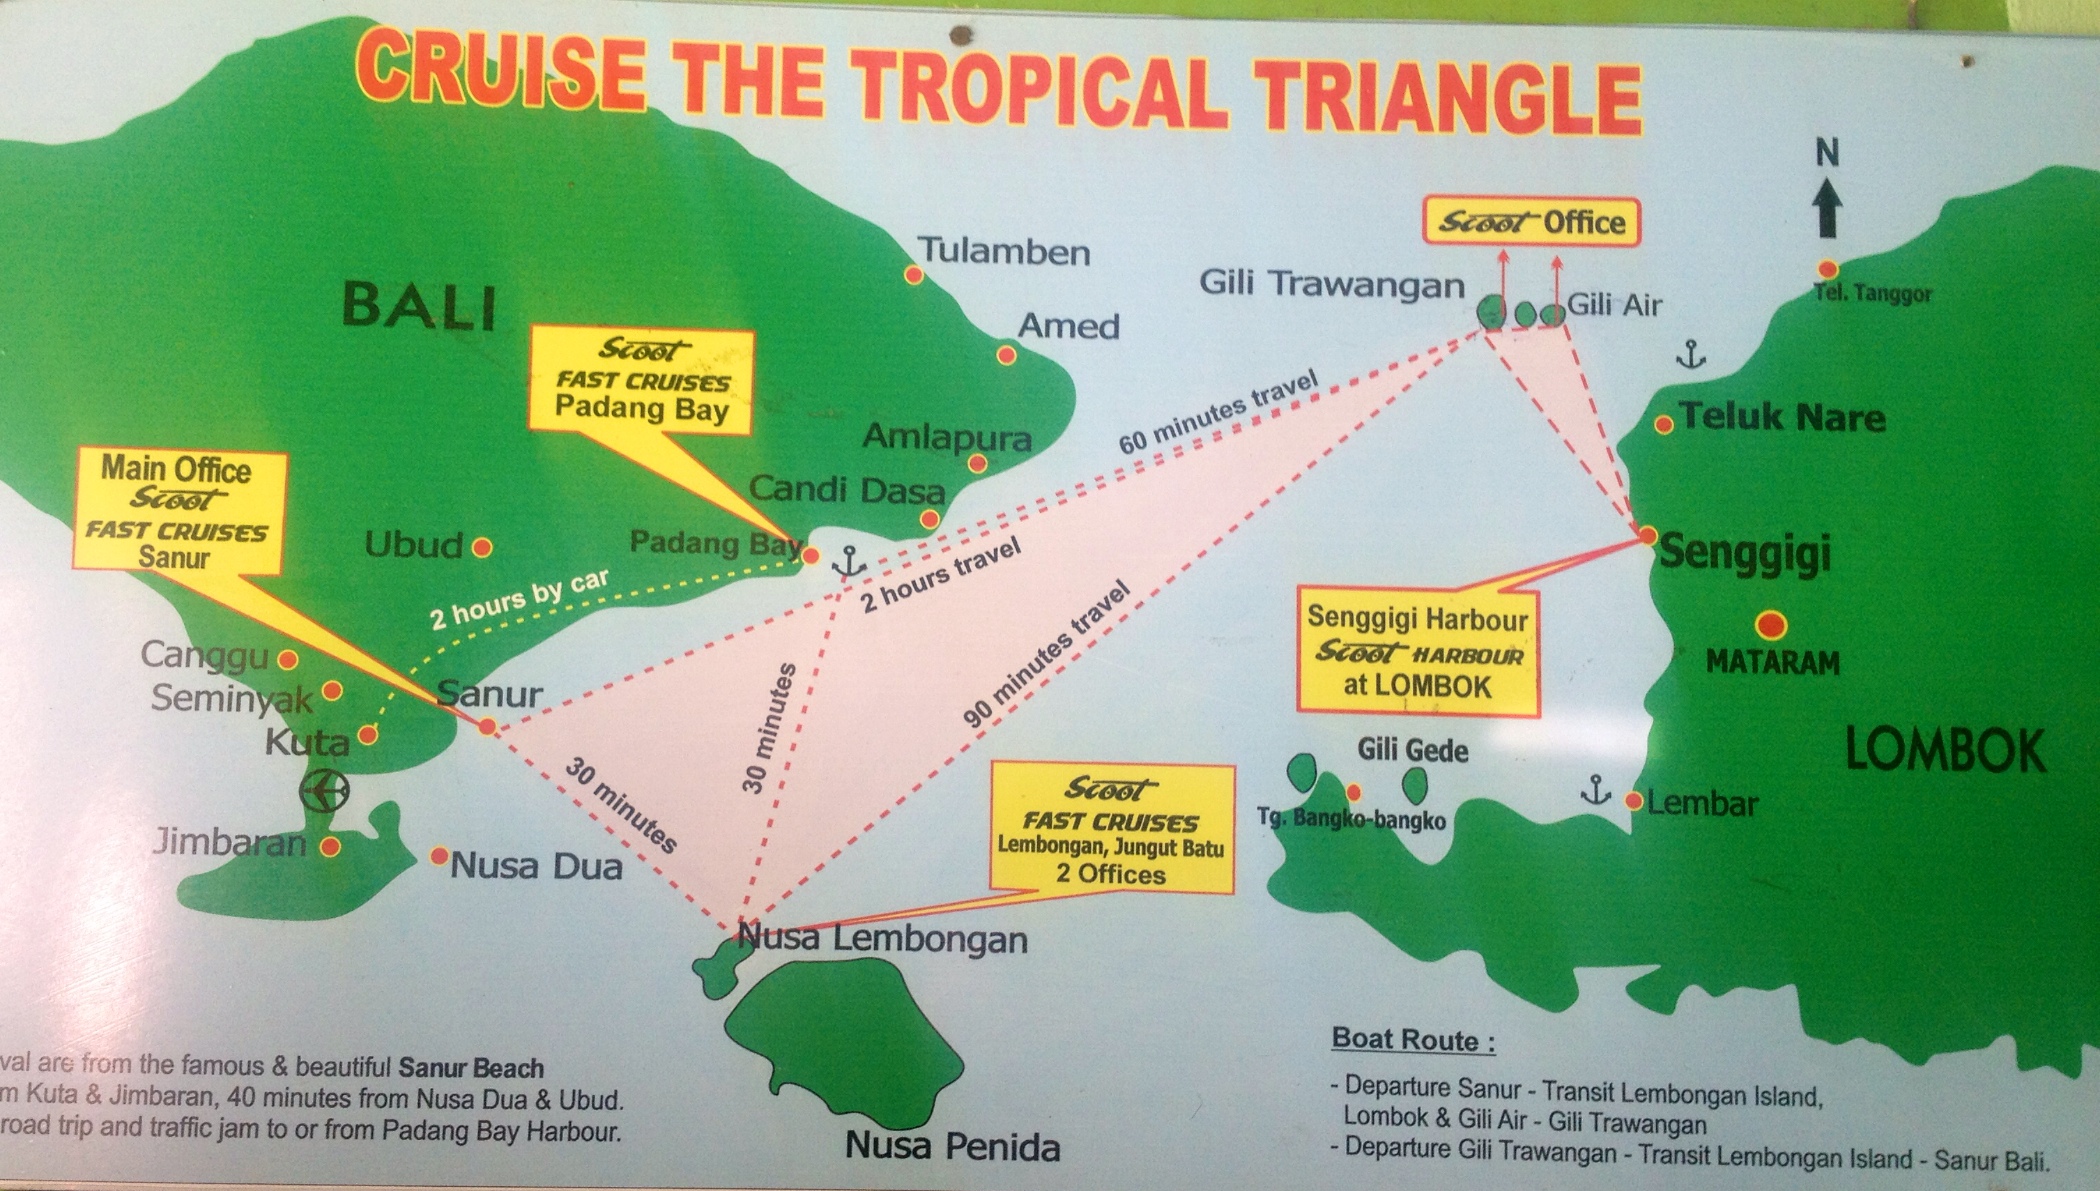 CRUISE THE TROPICAL TRIANGLE
N
Scoot Office
Tulamben
Gili Trawangan
Gili Air
Tel. Tanggor
BALI
Amed
Scoot
FAST CRUISES
Padang Bay
60 minutes travel
Teluk Nare
Amlapura
Main Office
Scoot
FAST CRUISES
Sanur
Candi Dasa
Ubud
Padang Bay
2 hours travel
Senggigi
2 hours by car
90 minutes travel
Senggigi Harbour
Scoot HARBOUR
at LOMBOK
MATARAM
Canggu
Seminyak
Sanur
Kuta
30 minutes
30 minutes
LOMBOK
Gili Gede
Scoot
FAST CRUISES
Lembongan, Jungut Batu
2 Offices
Tg. Bangko-bangko
Lembar
Jimbaran
Nusa Dua
Nusa Lembongan
Nusa Penida
val are from the famous & beautiful Sanur Beach
m Kuta & Jimbaran, 40 minutes from Nusa Dua & Ubud.
road trip and traffic jam to or from Padang Bay Harbour.
Boat Route :
- Departure Sanur - Transit Lembongan Island,
Lombok & Gili Air - Gili Trawangan
- Departure Gili Trawangan - Transit Lembongan Island - Sanur Bali.